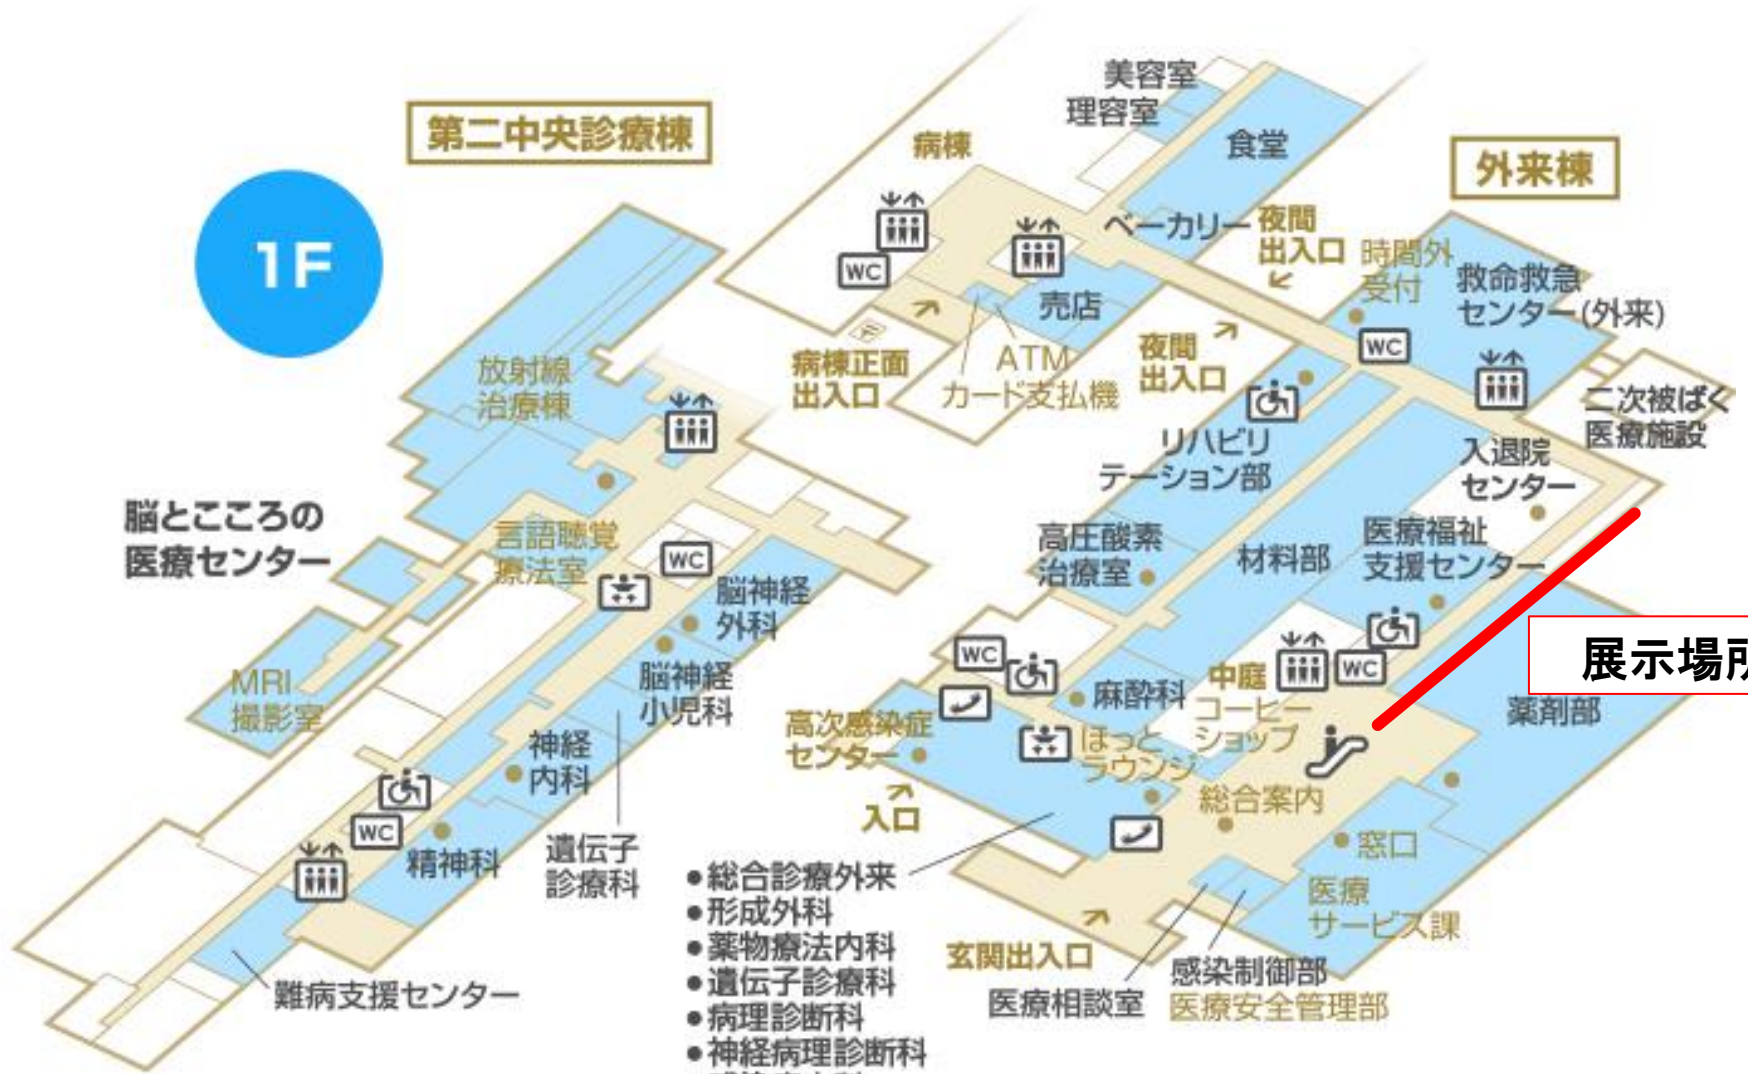 第二中央診療棟
1F
病棟
美容室
理容室
食堂
外来棟
ベーカリー
夜間
出入口
時間外
受付
救命救急
センター(外来)
WC
売店
ATM
カード支払機
病棟正面
出入口
夜間
出入口
WC
二次被ばく
医療施設
放射線
治療棟
リハビリ
テーション部
入退院
センター
脳とこころの
医療センター
言語聴覚
療法室
WC
高圧酸素
治療室
材料部
医療福祉
支援センター
脳神経
外科
脳神経
小児科
MRI
撮影室
WC
麻酔科
中庭
WC
コーヒー
ショップ
展示場所
薬剤部
高次感染症
センター
ほっと
ラウンジ
神経
内科
入口
総合案内
WC
精神科
遺伝子
診療科
窓口
医療
サービス課
●総合診療外来
●形成外科
●薬物療法内科
●遺伝子診療科
●病理診断科
●神経病理診断科
玄関出入口
感染制御部
医療相談室
医療安全管理部
難病支援センター